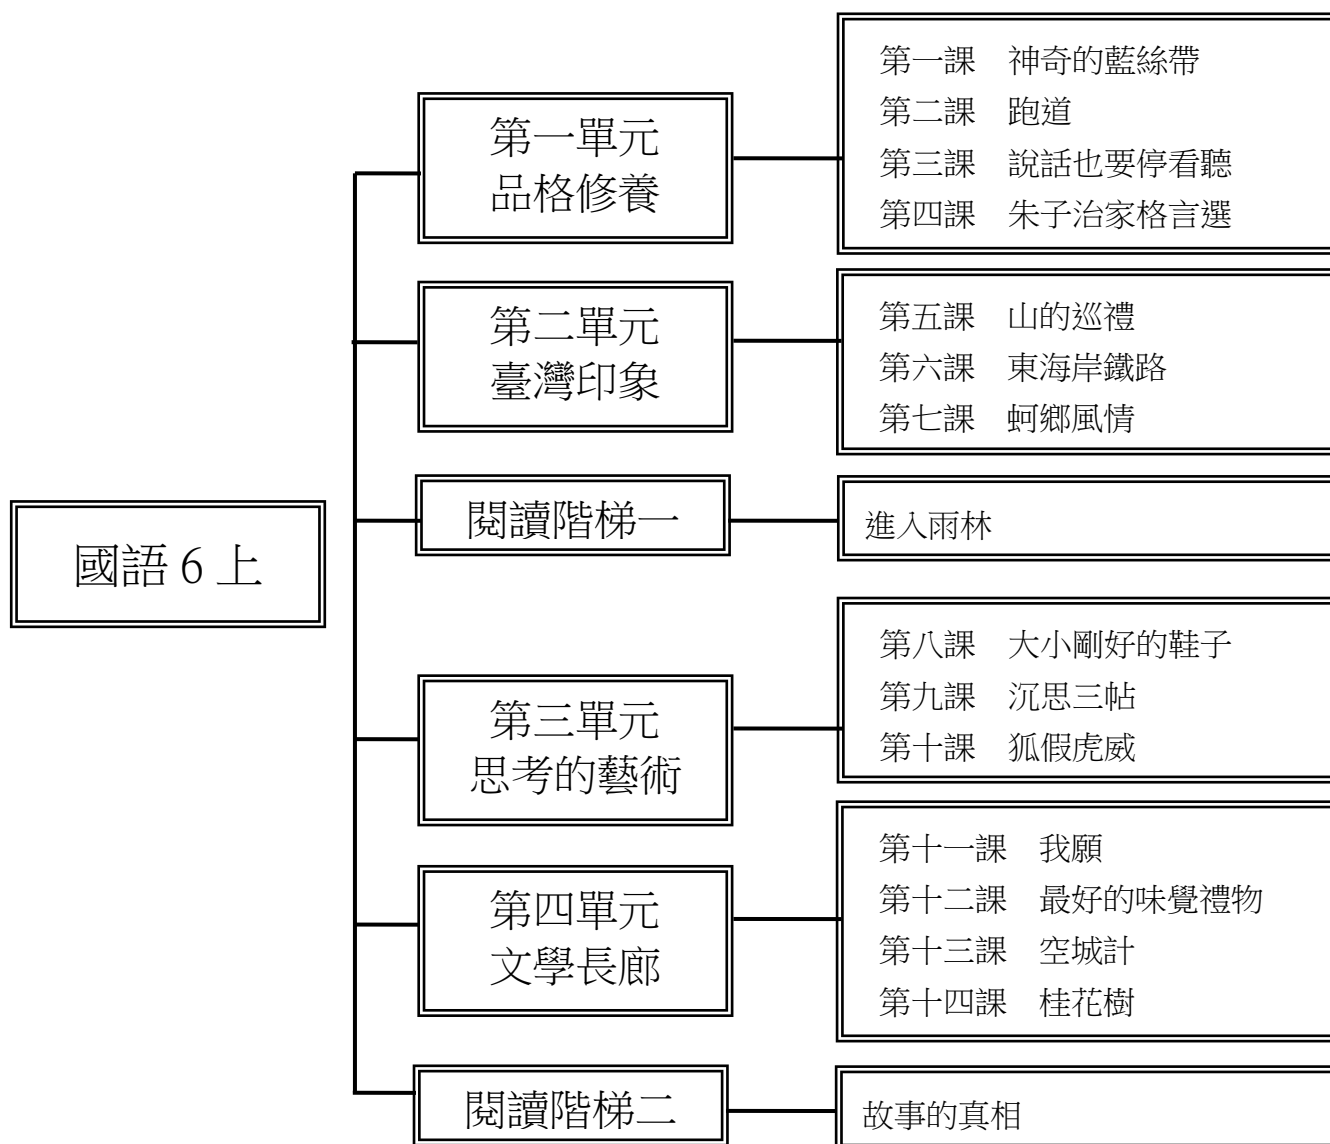 國語 6 上
第一單元
品格修養
第一課　神奇的藍絲帶
第二課　跑道
第三課　說話也要停看聽
第四課　朱子治家格言選
第二單元
臺灣印象
第五課　山的巡禮
第六課　東海岸鐵路
第七課　蚵鄉風情
閱讀階梯一
進入雨林
第三單元
思考的藝術
第八課　大小剛好的鞋子
第九課　沉思三帖
第十課　狐假虎威
第四單元
文學長廊
第十一課　我願
第十二課　最好的味覺禮物
第十三課　空城計
第十四課　桂花樹
閱讀階梯二
故事的真相